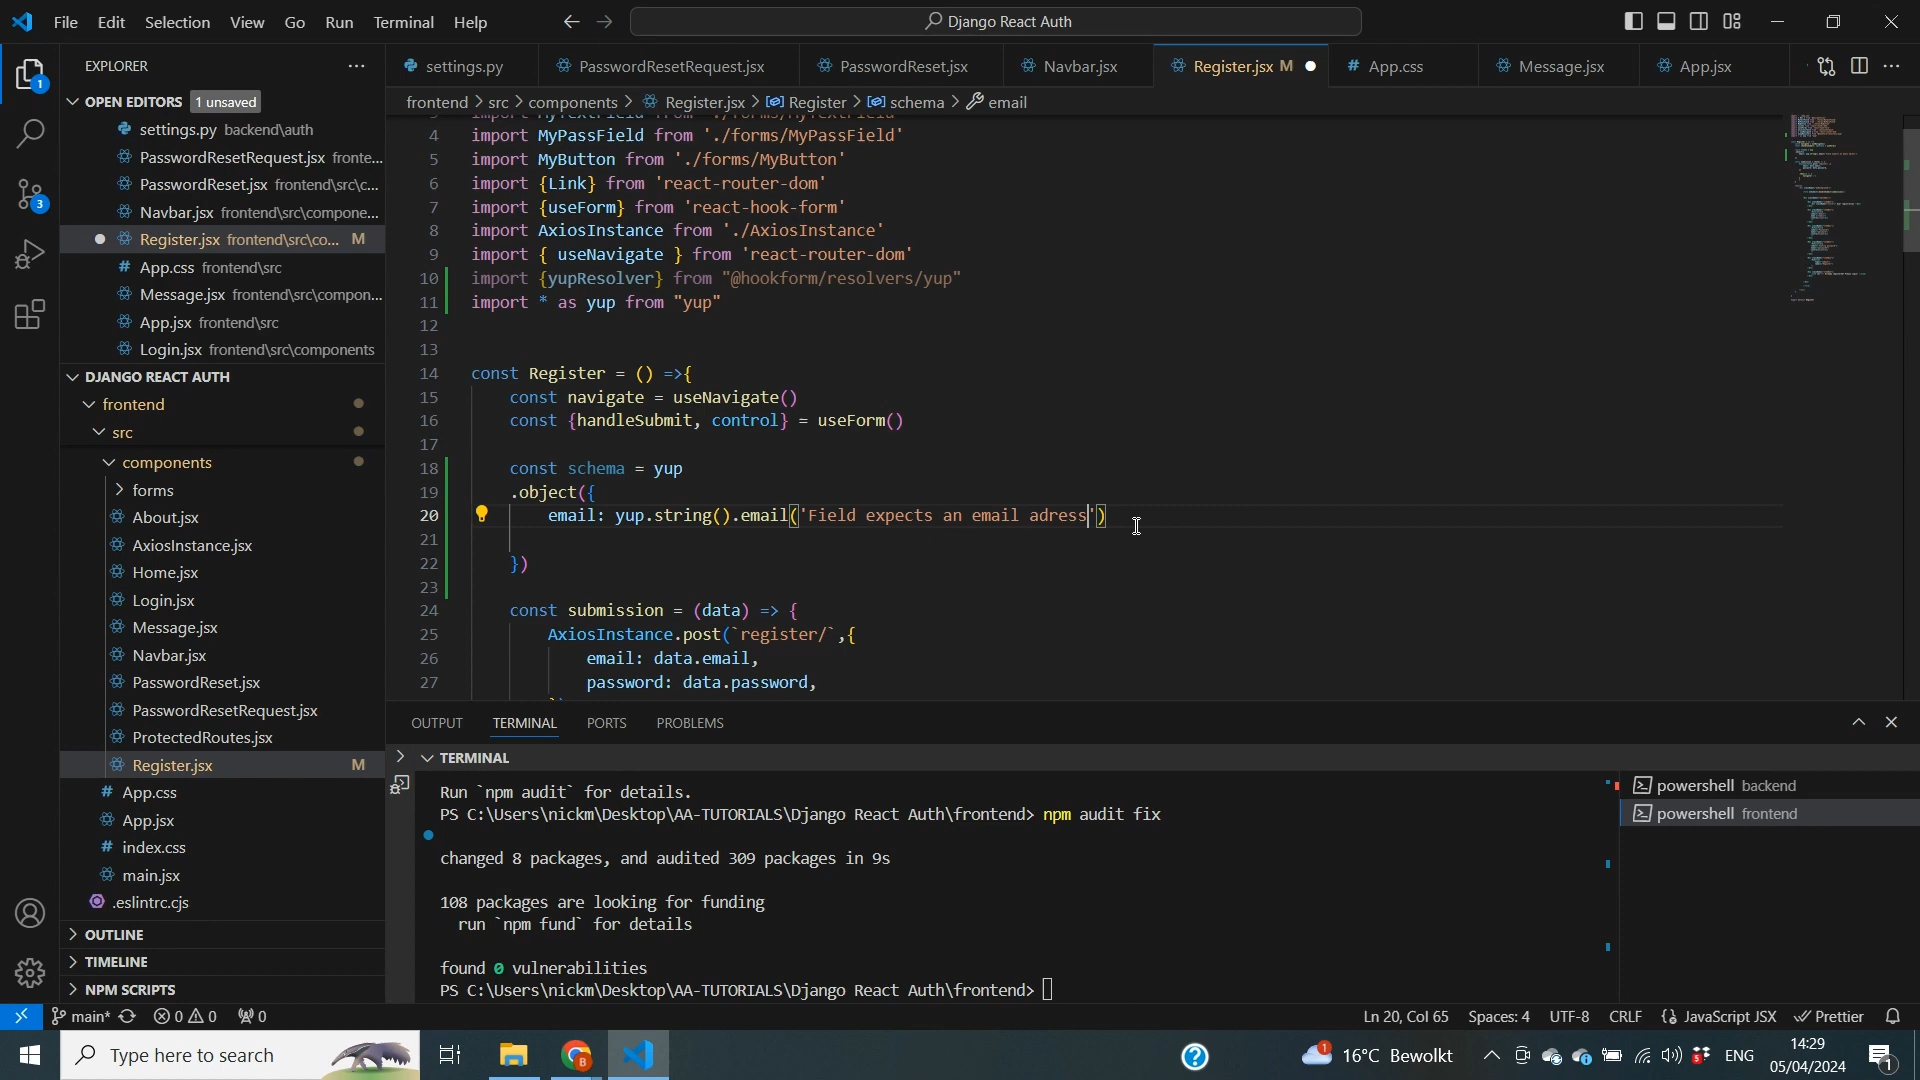 File Edit Selection View Go Run Terminal Help
Django React Auth
EXPLORER
OPEN EDITORS 1 unsaved
settings.py backend\auth
PasswordResetRequest.jsx fronte...
PasswordReset.jsx frontend\src\c...
Navbar.jsx frontend\src\compone...
Register.jsx frontend\src\co... M
App.css frontend\src
Message.jsx frontend\src\compon...
App.jsx frontend\src
Login.jsx frontend\src\components
DJANGO REACT AUTH
frontend
src
components
forms
About.jsx
AxiosInstance.jsx
Home.jsx
Login.jsx
Message.jsx
Navbar.jsx
PasswordReset.jsx
PasswordResetRequest.jsx
ProtectedRoutes.jsx
Register.jsx M
App.css
App.jsx
index.css
main.jsx
.eslintrc.cjs
OUTLINE
TIMELINE
NPM SCRIPTS
1
3
settings.py PasswordResetRequest.jsx PasswordReset.jsx Navbar.jsx Register.jsx M App.css Message.jsx App.jsx
frontend > src > components > Register.jsx > Register > schema > email
4 import MyPassField from './forms/MyPassField'
5 import MyButton from './forms/MyButton'
6 import {Link} from 'react-router-dom'
7 import {useForm} from 'react-hook-form'
8 import AxiosInstance from './AxiosInstance'
9 import { useNavigate } from 'react-router-dom'
10 import {yupResolver} from "@hookform/resolvers/yup"
11 import * as yup from "yup"
12
13
14 const Register = () =>{
15 const navigate = useNavigate()
16 const {handleSubmit, control} = useForm()
17
18 const schema = yup
19 .object({
20 email: yup.string().email('Field expects an email adress')
21
22 })
23
24 const submission = (data) => {
25 AxiosInstance.post(`register/`,{
26 email: data.email,
27 password: data.password,
OUTPUT TERMINAL PORTS PROBLEMS
TERMINAL
Run `npm audit` for details.
PS C:\Users\nickm\Desktop\AA-TUTORIALS\Django React Auth\frontend> npm audit fix
changed 8 packages, and audited 309 packages in 9s
108 packages are looking for funding
run `npm fund` for details
found 0 vulnerabilities
PS C:\Users\nickm\Desktop\AA-TUTORIALS\Django React Auth\frontend>
powershell backend
powershell frontend
main* 0 0 0 Ln 20, Col 65 Spaces: 4 UTF-8 CRLF JavaScript JSX Prettier
Type here to search
16°C Bewolkt
ENG
14:29
05/04/2024
1